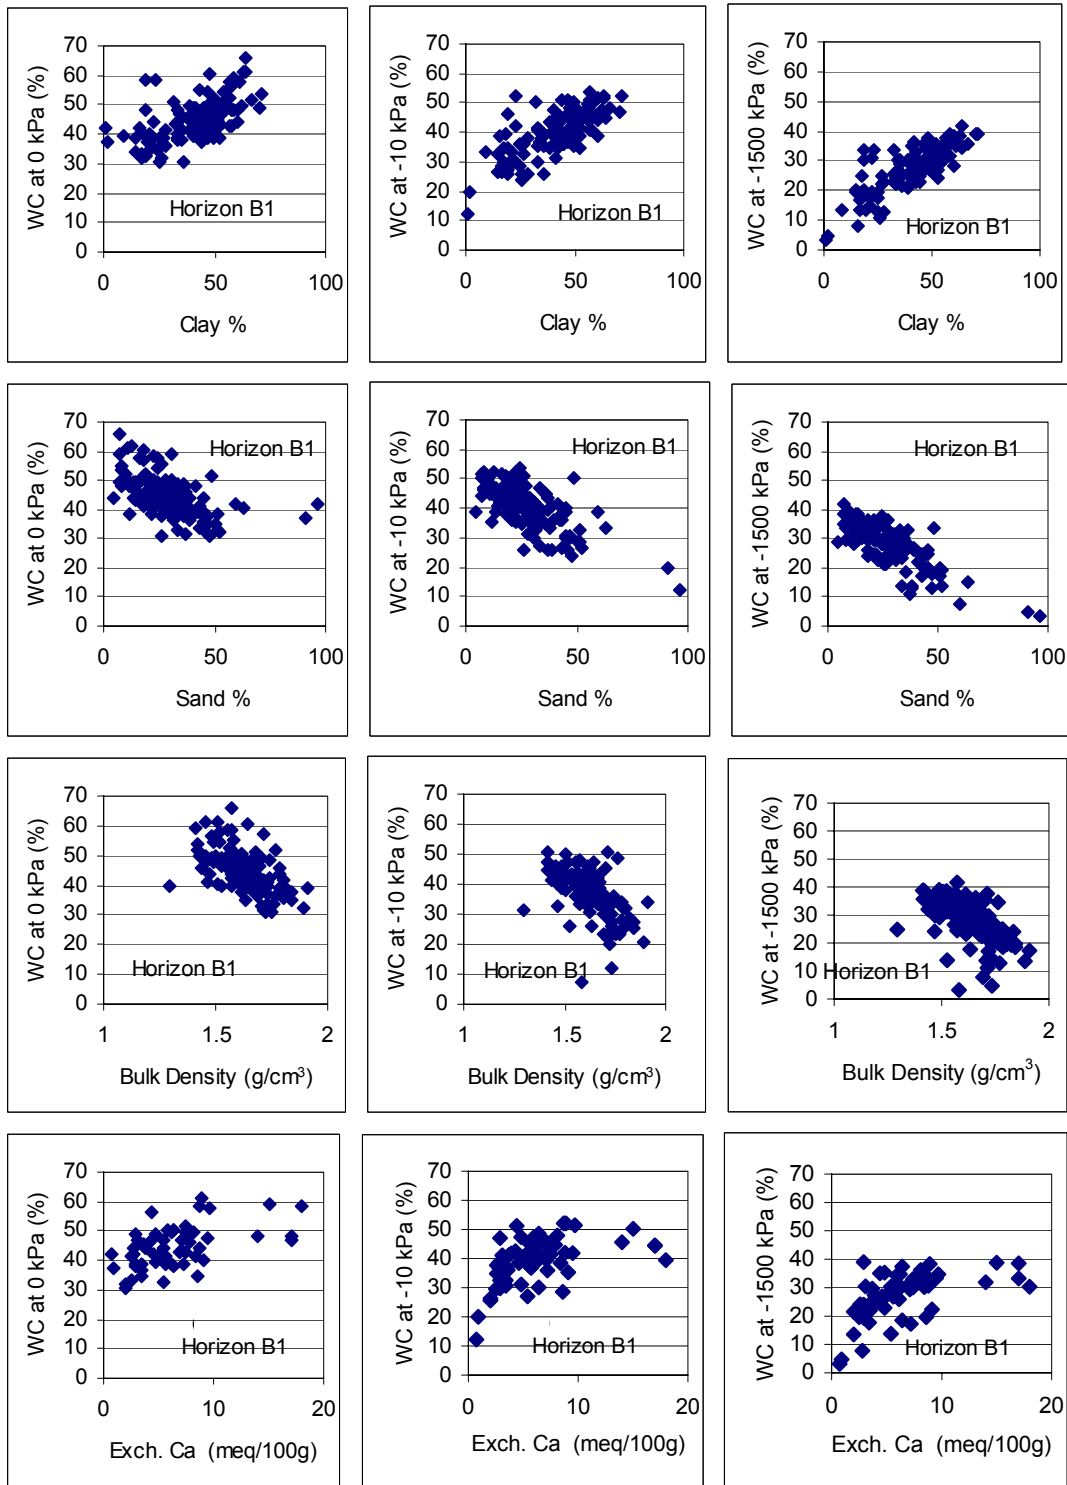 WC at 0 kPa (%)
70
60
50
40
30
20
10
0
Horizon B1
0 50 100
Clay %
WC at -10 kPa (%)
70
60
50
40
30
20
10
0
Horizon B1
0 50 100
Clay %
WC at -1500 kPa (%)
70
60
50
40
30
20
10
0
Horizon B1
0 50 100
Clay %
WC at 0 kPa (%)
70
60
50
40
30
20
10
0
Horizon B1
0 50 100
Sand %
WC at -10 kPa (%)
70
60
50
40
30
20
10
0
Horizon B1
0 50 100
Sand %
WC at -1500 kPa (%)
70
60
50
40
30
20
10
0
Horizon B1
0 50 100
Sand %
WC at 0 kPa (%)
70
60
50
40
30
20
10
0
Horizon B1
1 1.5 2
Bulk Density (g/cm³)
WC at -10 kPa (%)
70
60
50
40
30
20
10
0
Horizon B1
1 1.5 2
Bulk Density (g/cm³)
WC at -1500 kPa (%)
70
60
50
40
30
20
10
0
Horizon B1
1 1.5 2
Bulk Density (g/cm³)
WC at 0 kPa (%)
70
60
50
40
30
20
10
0
Horizon B1
0 10 20
Exch. Ca (meq/100g)
WC at -10 kPa (%)
70
60
50
40
30
20
10
0
Horizon B1
0 10 20
Exch. Ca (meq/100g)
WC at -1500 kPa (%)
70
60
50
40
30
20
10
0
Horizon B1
0 10 20
Exch. Ca (meq/100g)